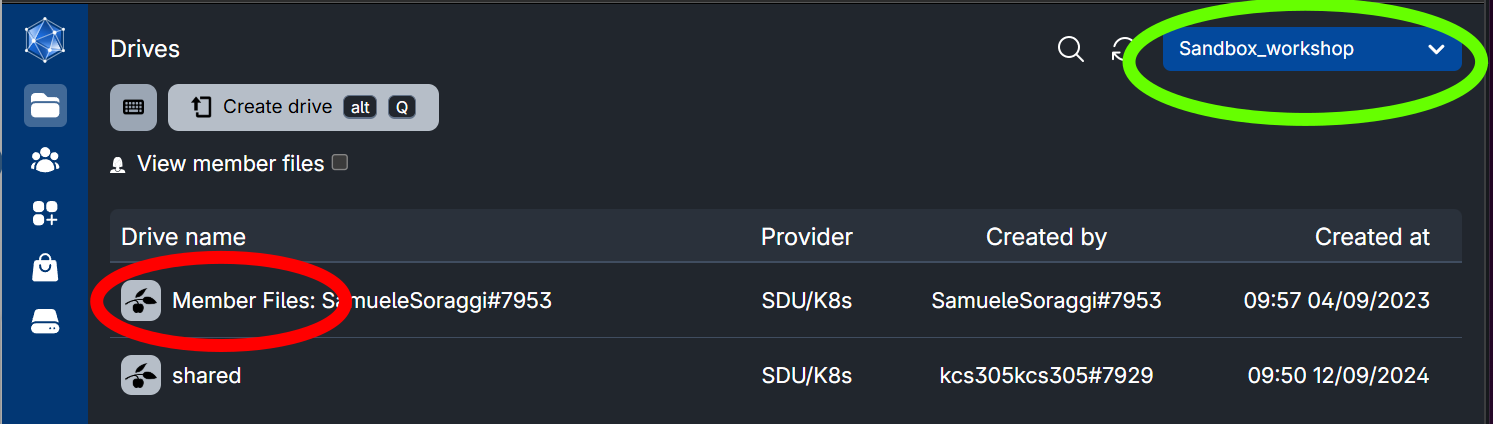 Drives
Sandbox_workshop
Create drive alt Q
View member files
Drive name Provider Created by Created at
Member Files: SamueleSoraggi#7953 SDU/K8s SamueleSoraggi#7953 09:57 04/09/2023
shared SDU/K8s kcs305kcs305#7929 09:50 12/09/2024